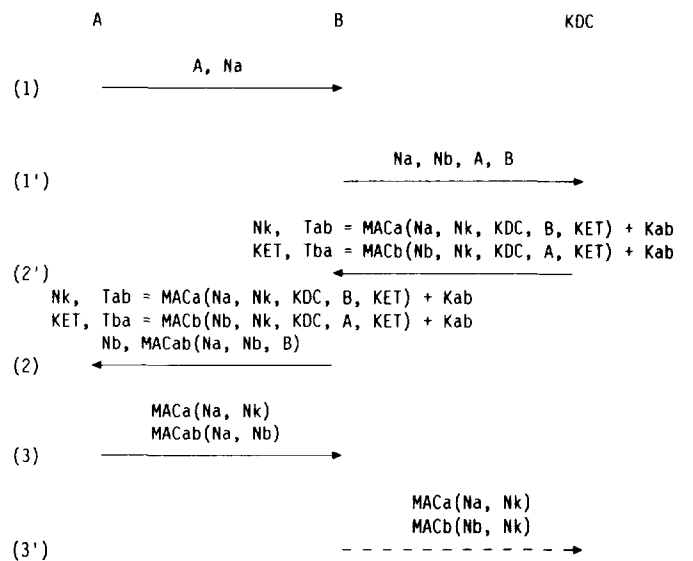 A B KDC
A, Na
(1)
Na, Nb, A, B
(1')
Nk, Tab = MACa(Na, Nk, KDC, B, KET) + Kab
KET, Tba = MACb(Nb, Nk, KDC, A, KET) + Kab
(2')
Nk, Tab = MACa(Na, Nk, KDC, B, KET) + Kab
KET, Tba = MACb(Nb, Nk, KDC, A, KET) + Kab
Nb, MACab(Na, Nb, B)
(2)
MACa(Na, Nk)
MACab(Na, Nb)
(3)
MACa(Na, Nk)
MACb(Nb, Nk)
(3')